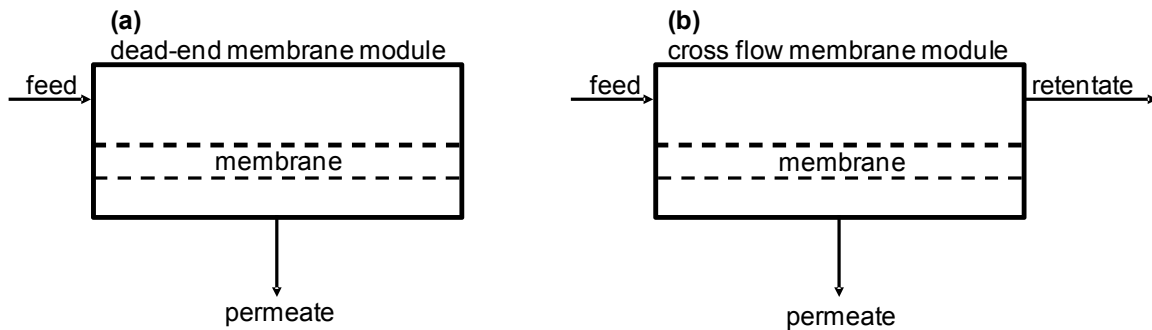 (a)
dead-end membrane module
feed
membrane
permeate
(b)
cross flow membrane module
feed
retentate
membrane
permeate